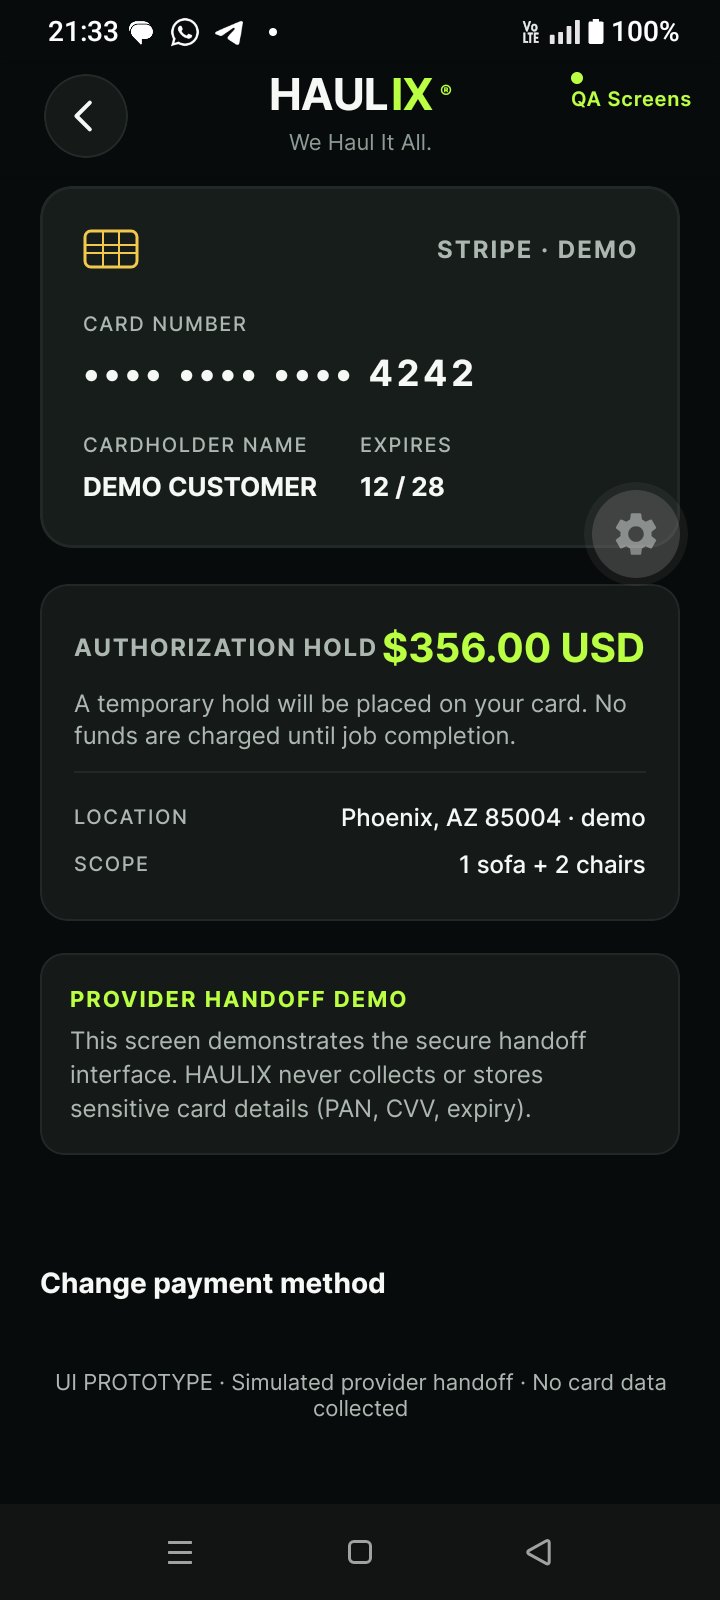 21:33
Vo LTE
100%
HAULIX ®
QA Screens
We Haul It All.
STRIPE · DEMO
CARD NUMBER
•••• •••• •••• 4242
CARDHOLDER NAME EXPIRES
DEMO CUSTOMER 12 / 28
AUTHORIZATION HOLD $356.00 USD
A temporary hold will be placed on your card. No
funds are charged until job completion.
LOCATION Phoenix, AZ 85004 · demo
SCOPE 1 sofa + 2 chairs
PROVIDER HANDOFF DEMO
This screen demonstrates the secure handoff
interface. HAULIX never collects or stores
sensitive card details (PAN, CVV, expiry).
Change payment method
UI PROTOTYPE · Simulated provider handoff · No card data
collected